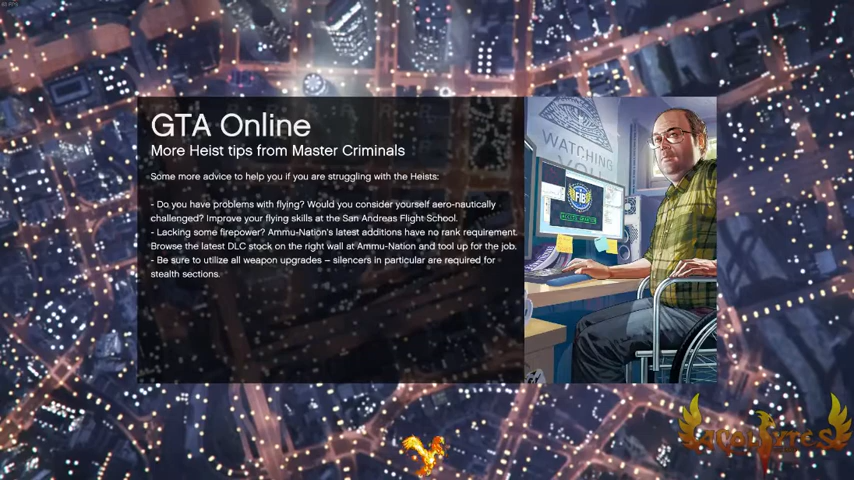 GTA Online
More Heist tips from Master Criminals
Some more advice to help you if you are struggling with the Heists:
- Do you have problems with flying? Would you consider yourself aero-nautically
challenged? Improve your flying skills at the San Andreas Flight School.
- Lacking some firepower? Ammu-Nation's latest additions have no rank requirement.
Browse the latest DLC stock on the right wall at Ammu-Nation and tool up for the job.
- Be sure to utilize all weapon upgrades – silencers in particular are required for
stealth sections.
WATCHING
YOU
FIB
ACOLYTES